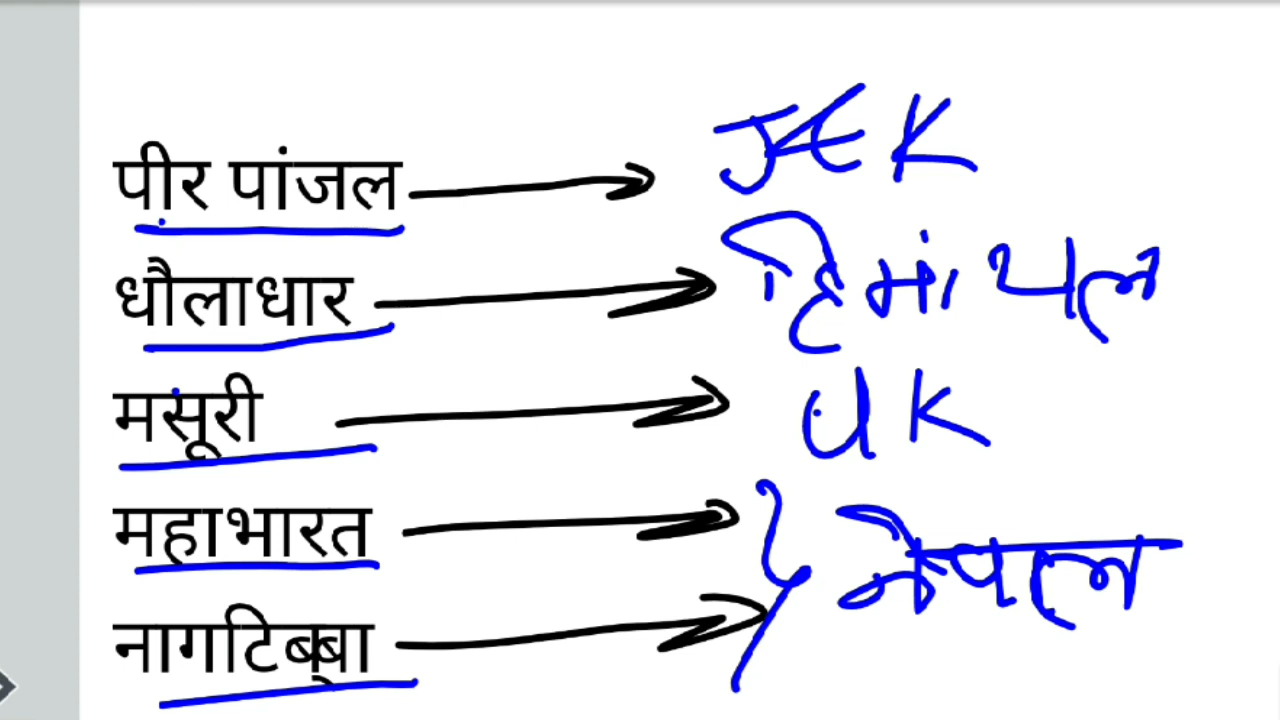 पीर पांजल J&K
धौलाधार हिमांचल
मसूरी UK
महाभारत
नागटिब्बा नेपाल